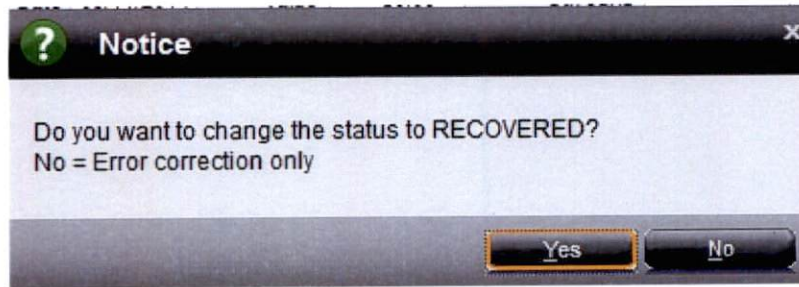 Notice
x
Do you want to change the status to RECOVERED?
No = Error correction only
Yes
No